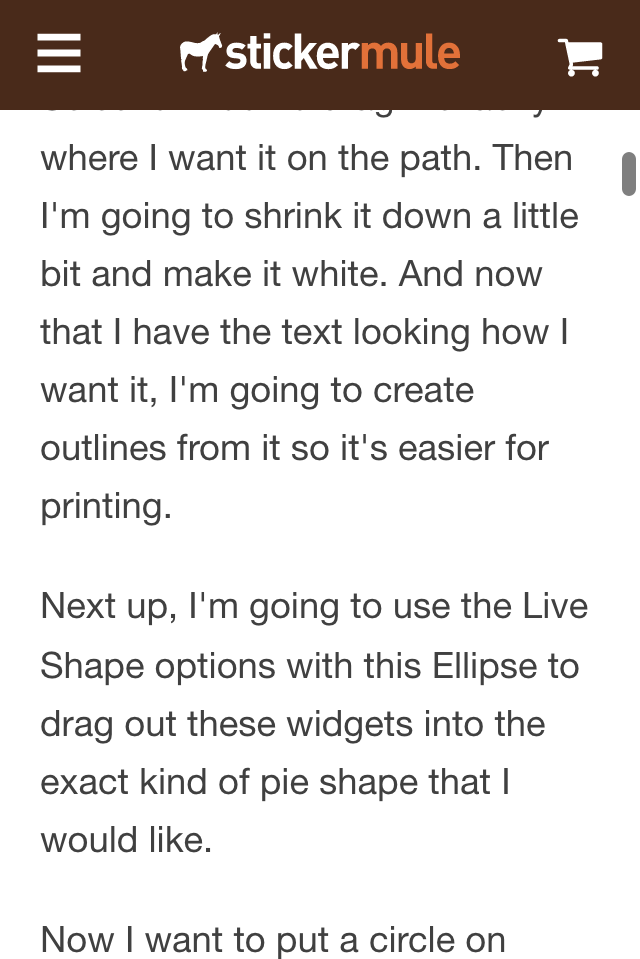 stickermule
where I want it on the path. Then
I'm going to shrink it down a little
bit and make it white. And now
that I have the text looking how I
want it, I'm going to create
outlines from it so it's easier for
printing.
Next up, I'm going to use the Live
Shape options with this Ellipse to
drag out these widgets into the
exact kind of pie shape that I
would like.
Now I want to put a circle on